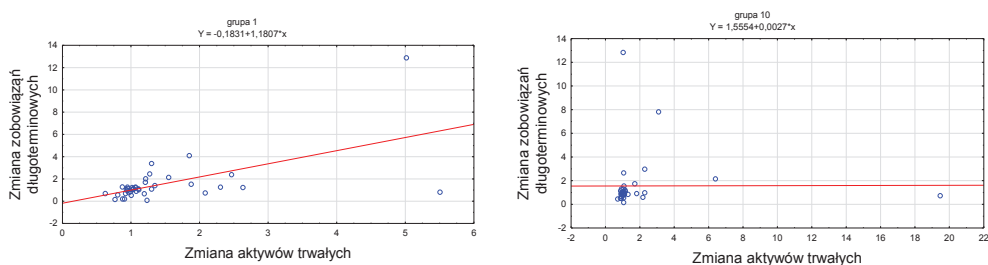 grupa 1
Y = -0,1831+1,1807*x
14
12
10
8
6
4
2
0
-2
0 1 2 3 4 5 6
Zmiana zobowiąząń
długoterminowych
Zmiana aktywów trwałych
grupa 10
Y = 1,5554+0,0027*x
14
12
10
8
6
4
2
0
-2
-2 0 2 4 6 8 10 12 14 16 18 20 22
Zmiana zobowiązań
długoterminowych
Zmiana aktywów trwałych